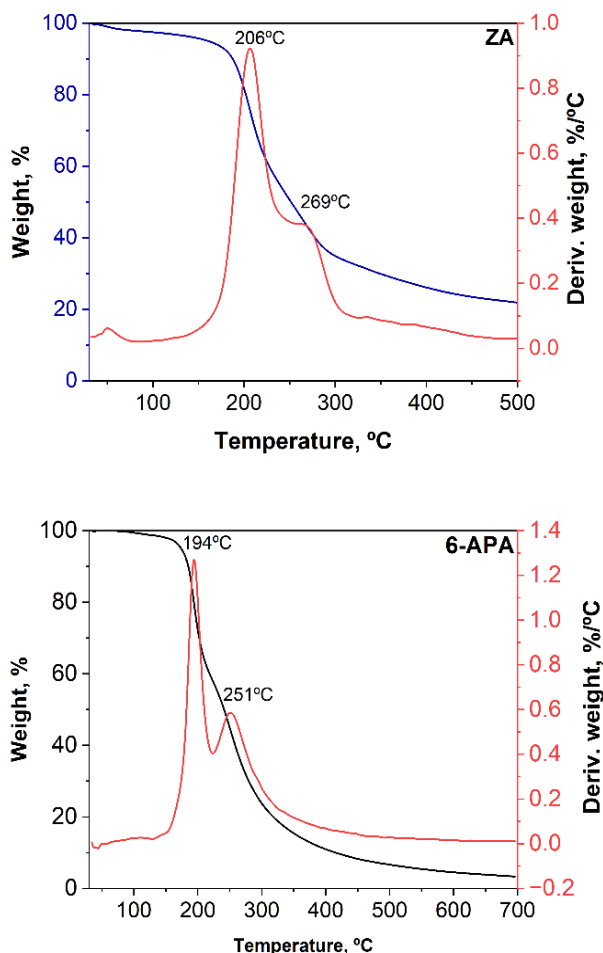 ZA
206ºC
269ºC
Weight, %
100
80
60
40
20
0
Deriv. weight, %/ºC
1.0
0.8
0.6
0.4
0.2
0.0
100 200 300 400 500
Temperature, ºC
6-APA
194ºC
251ºC
Weight, %
100
80
60
40
20
0
Deriv. weight, %/ºC
1.4
1.2
1.0
0.8
0.6
0.4
0.2
0.0
−0.2
100 200 300 400 500 600 700
Temperature, ºC